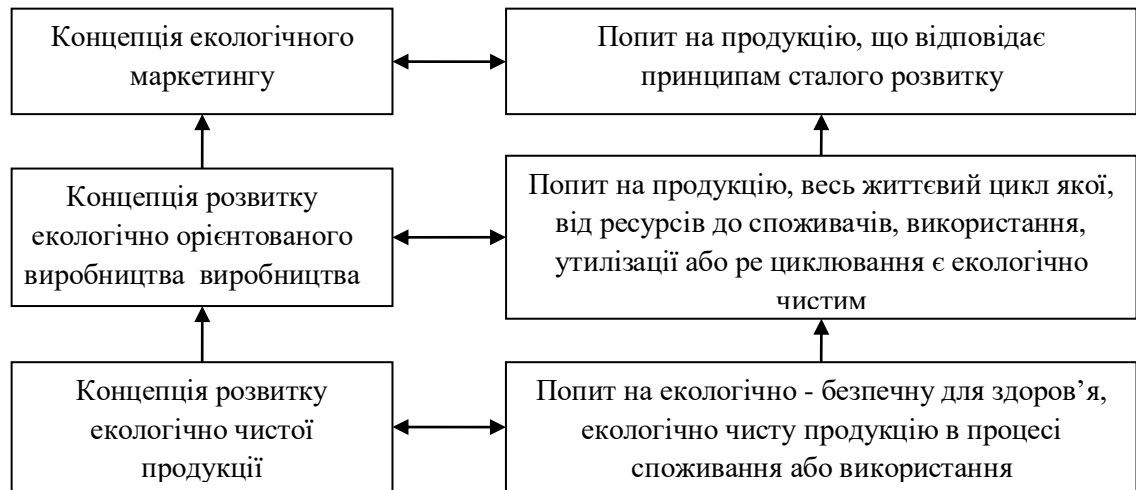 Концепція екологічного
маркетингу
Попит на продукцію, що відповідає
принципам сталого розвитку
Концепція розвитку
екологічно орієнтованого
виробництва  виробництва
Попит на продукцію, весь життєвий цикл якої,
від ресурсів до споживачів, використання,
утилізації або ре циклювання є екологічно
чистим
Концепція розвитку
екологічно чистої
продукції
Попит на екологічно - безпечну для здоров’я,
екологічно чисту продукцію в процесі
споживання або використання